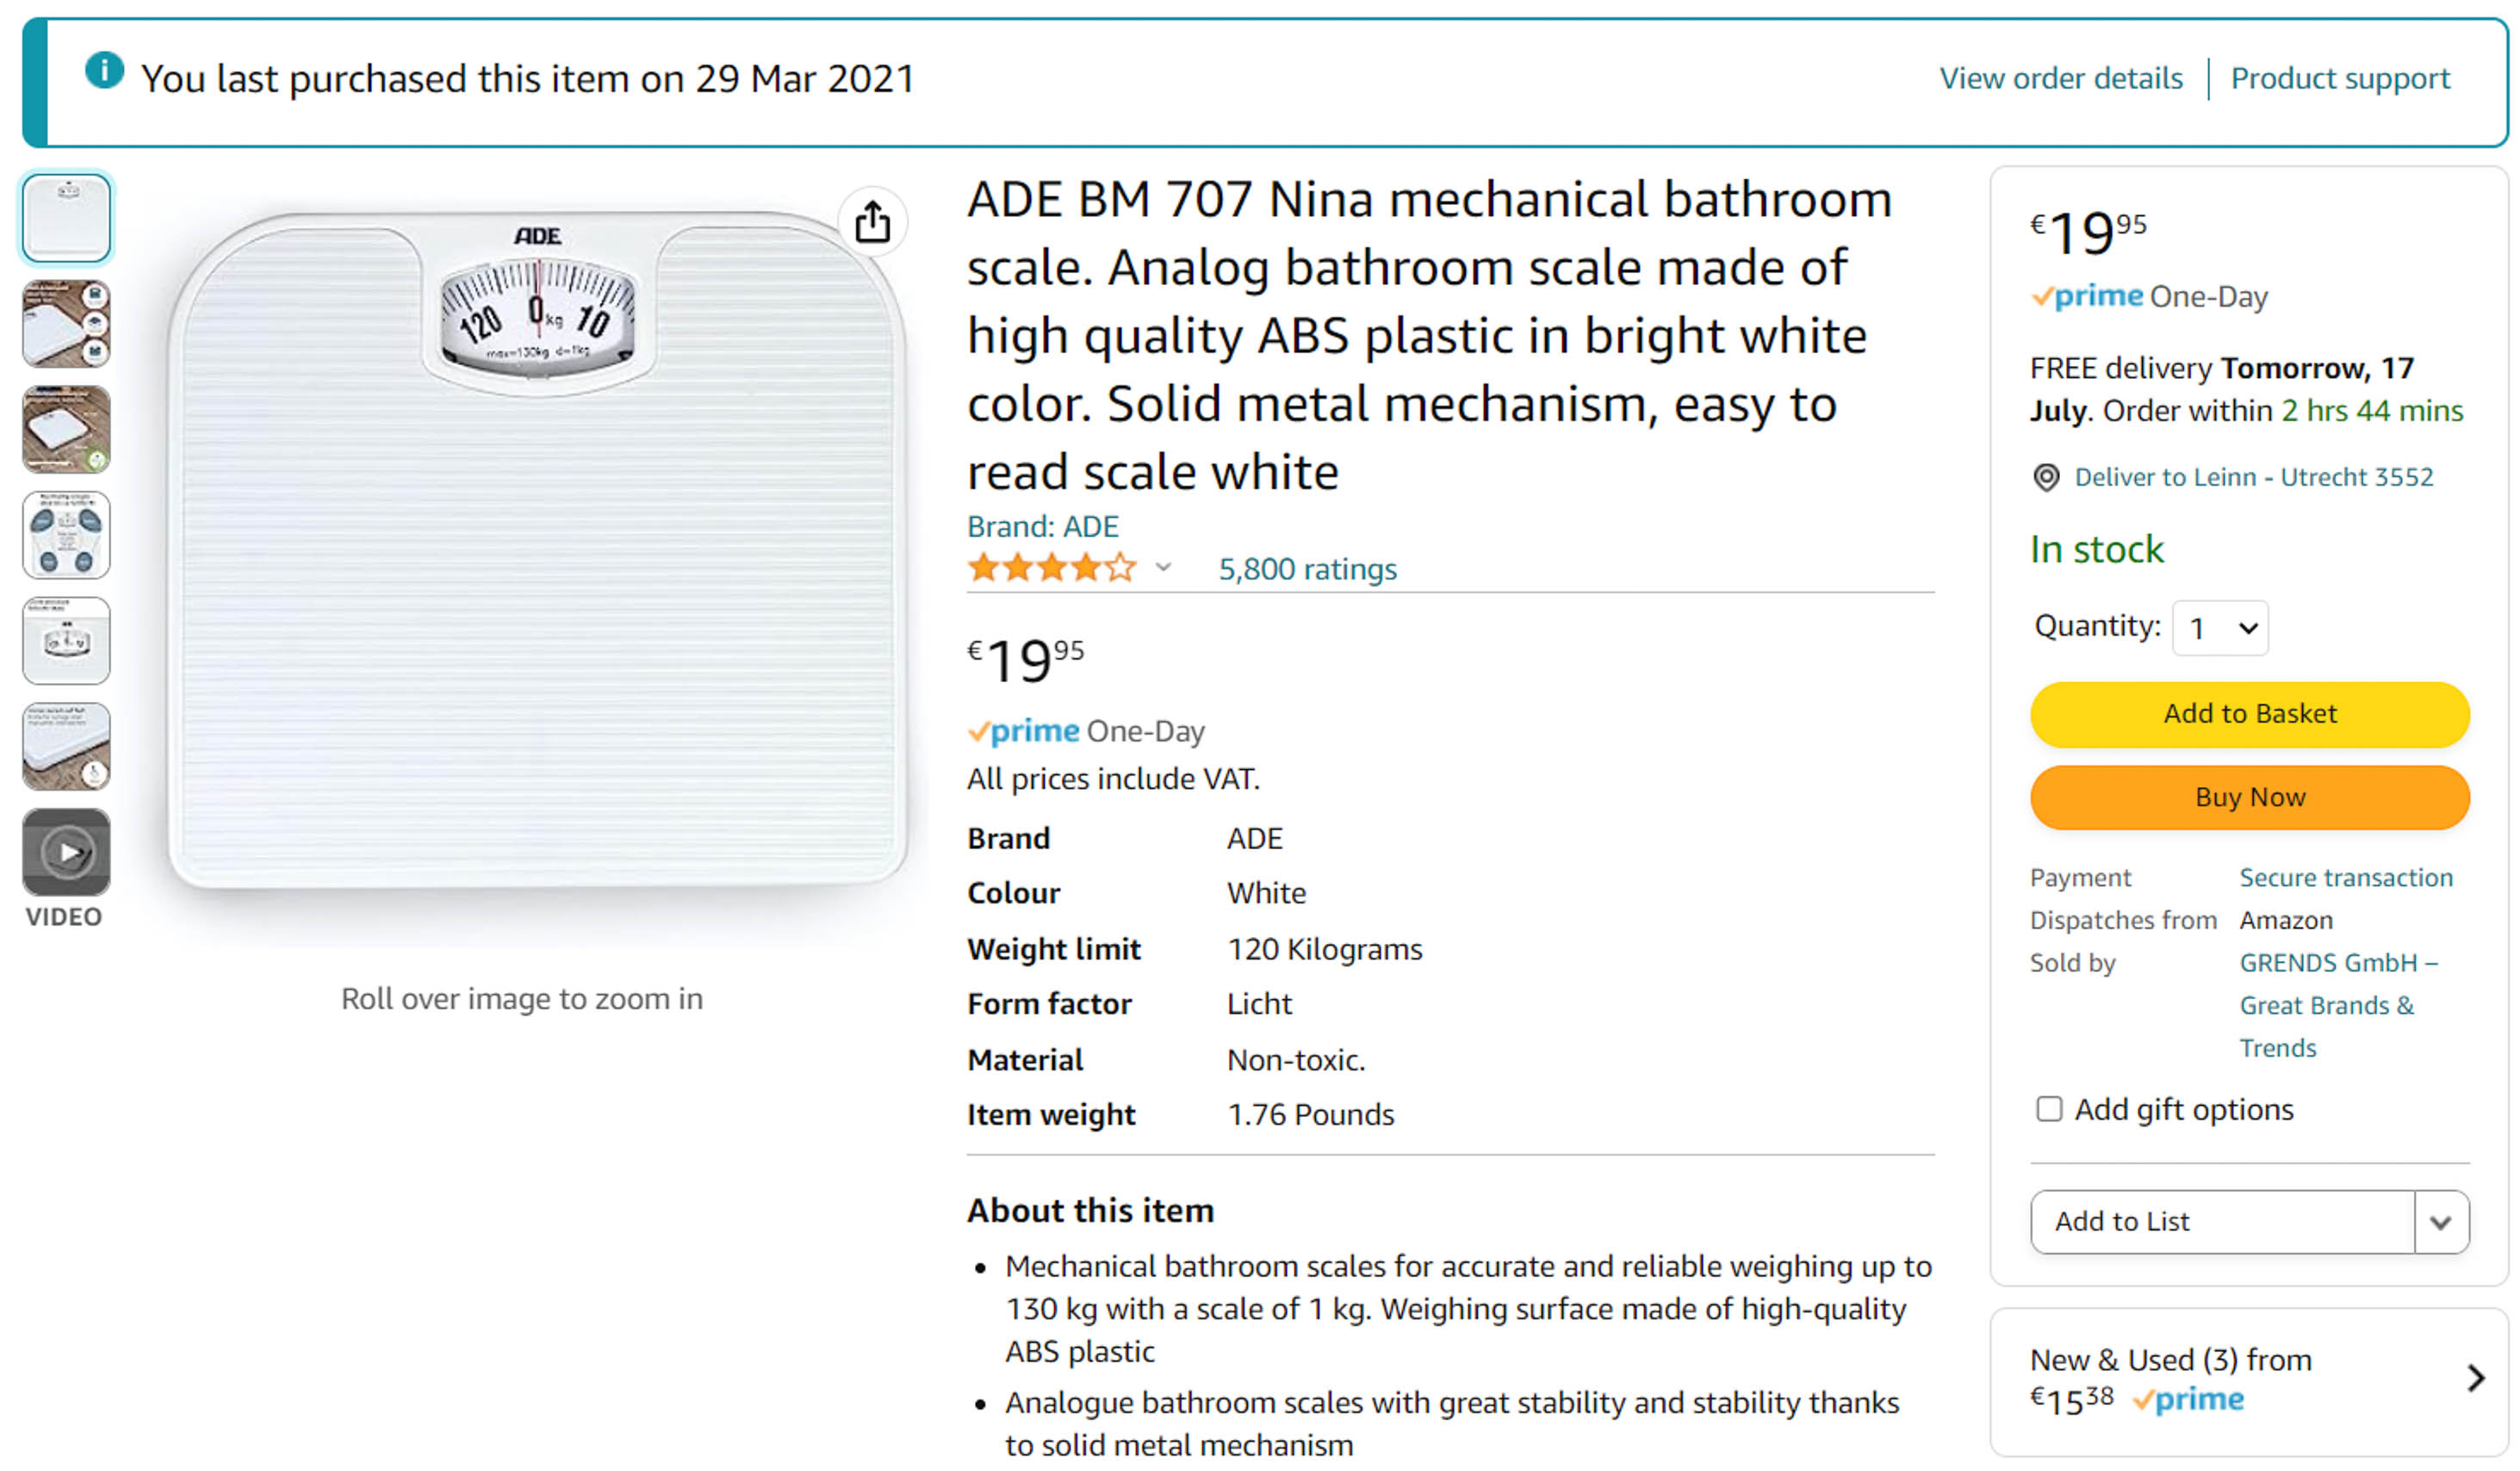 You last purchased this item on 29 Mar 2021
View order details
Product support
ADE
120 0 kg 10
max=130kg d=1kg
VIDEO
Roll over image to zoom in
ADE BM 707 Nina mechanical bathroom
scale. Analog bathroom scale made of
high quality ABS plastic in bright white
color. Solid metal mechanism, easy to
read scale white
Brand: ADE
5,800 ratings
€19 95
prime One-Day
All prices include VAT.
Brand ADE
Colour White
Weight limit 120 Kilograms
Form factor Licht
Material Non-toxic.
Item weight 1.76 Pounds
About this item
• Mechanical bathroom scales for accurate and reliable weighing up to
130 kg with a scale of 1 kg. Weighing surface made of high-quality
ABS plastic
• Analogue bathroom scales with great stability and stability thanks
to solid metal mechanism
€19 95
prime One-Day
FREE delivery Tomorrow, 17
July. Order within 2 hrs 44 mins
Deliver to Leinn - Utrecht 3552
In stock
Quantity: 1
Add to Basket
Buy Now
Payment Secure transaction
Dispatches from Amazon
Sold by GRENDS GmbH –
Great Brands &
Trends
Add gift options
Add to List
New & Used (3) from
€15 38 prime